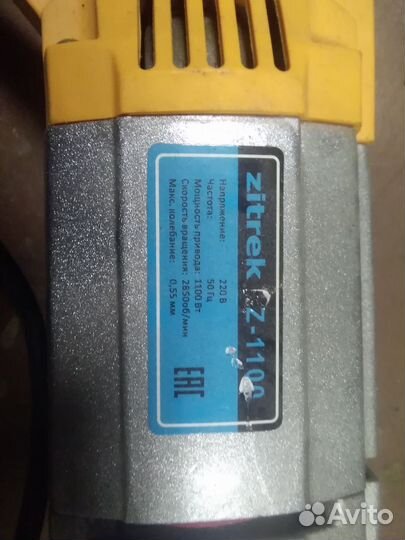 zitrek Z-1100
Напряжение: 220 В
Частота: 50 Гц
Мощность привода: 1100 Вт
Скорость вращения: 2850об/мин
Макс. колебание: 0,55 мм
EAC
Avito